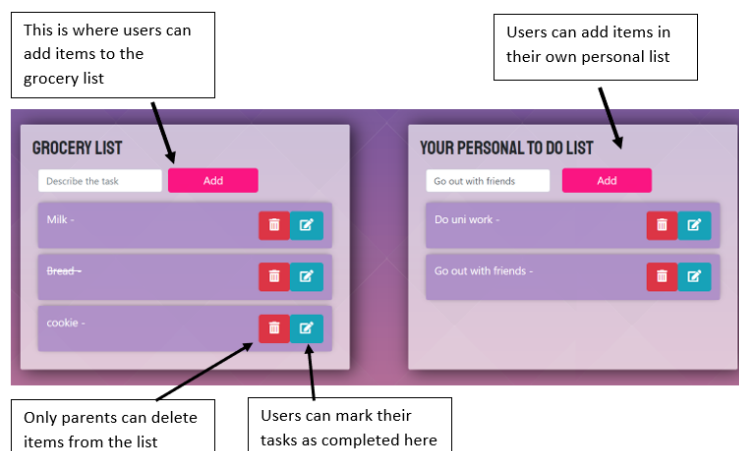 This is where users can
add items to the
grocery list
Users can add items in
their own personal list
GROCERY LIST
Describe the task
Add
Milk -
Bread -
cookie -
YOUR PERSONAL TO DO LIST
Go out with friends
Add
Do uni work -
Go out with friends -
Only parents can delete
items from the list
Users can mark their
tasks as completed here